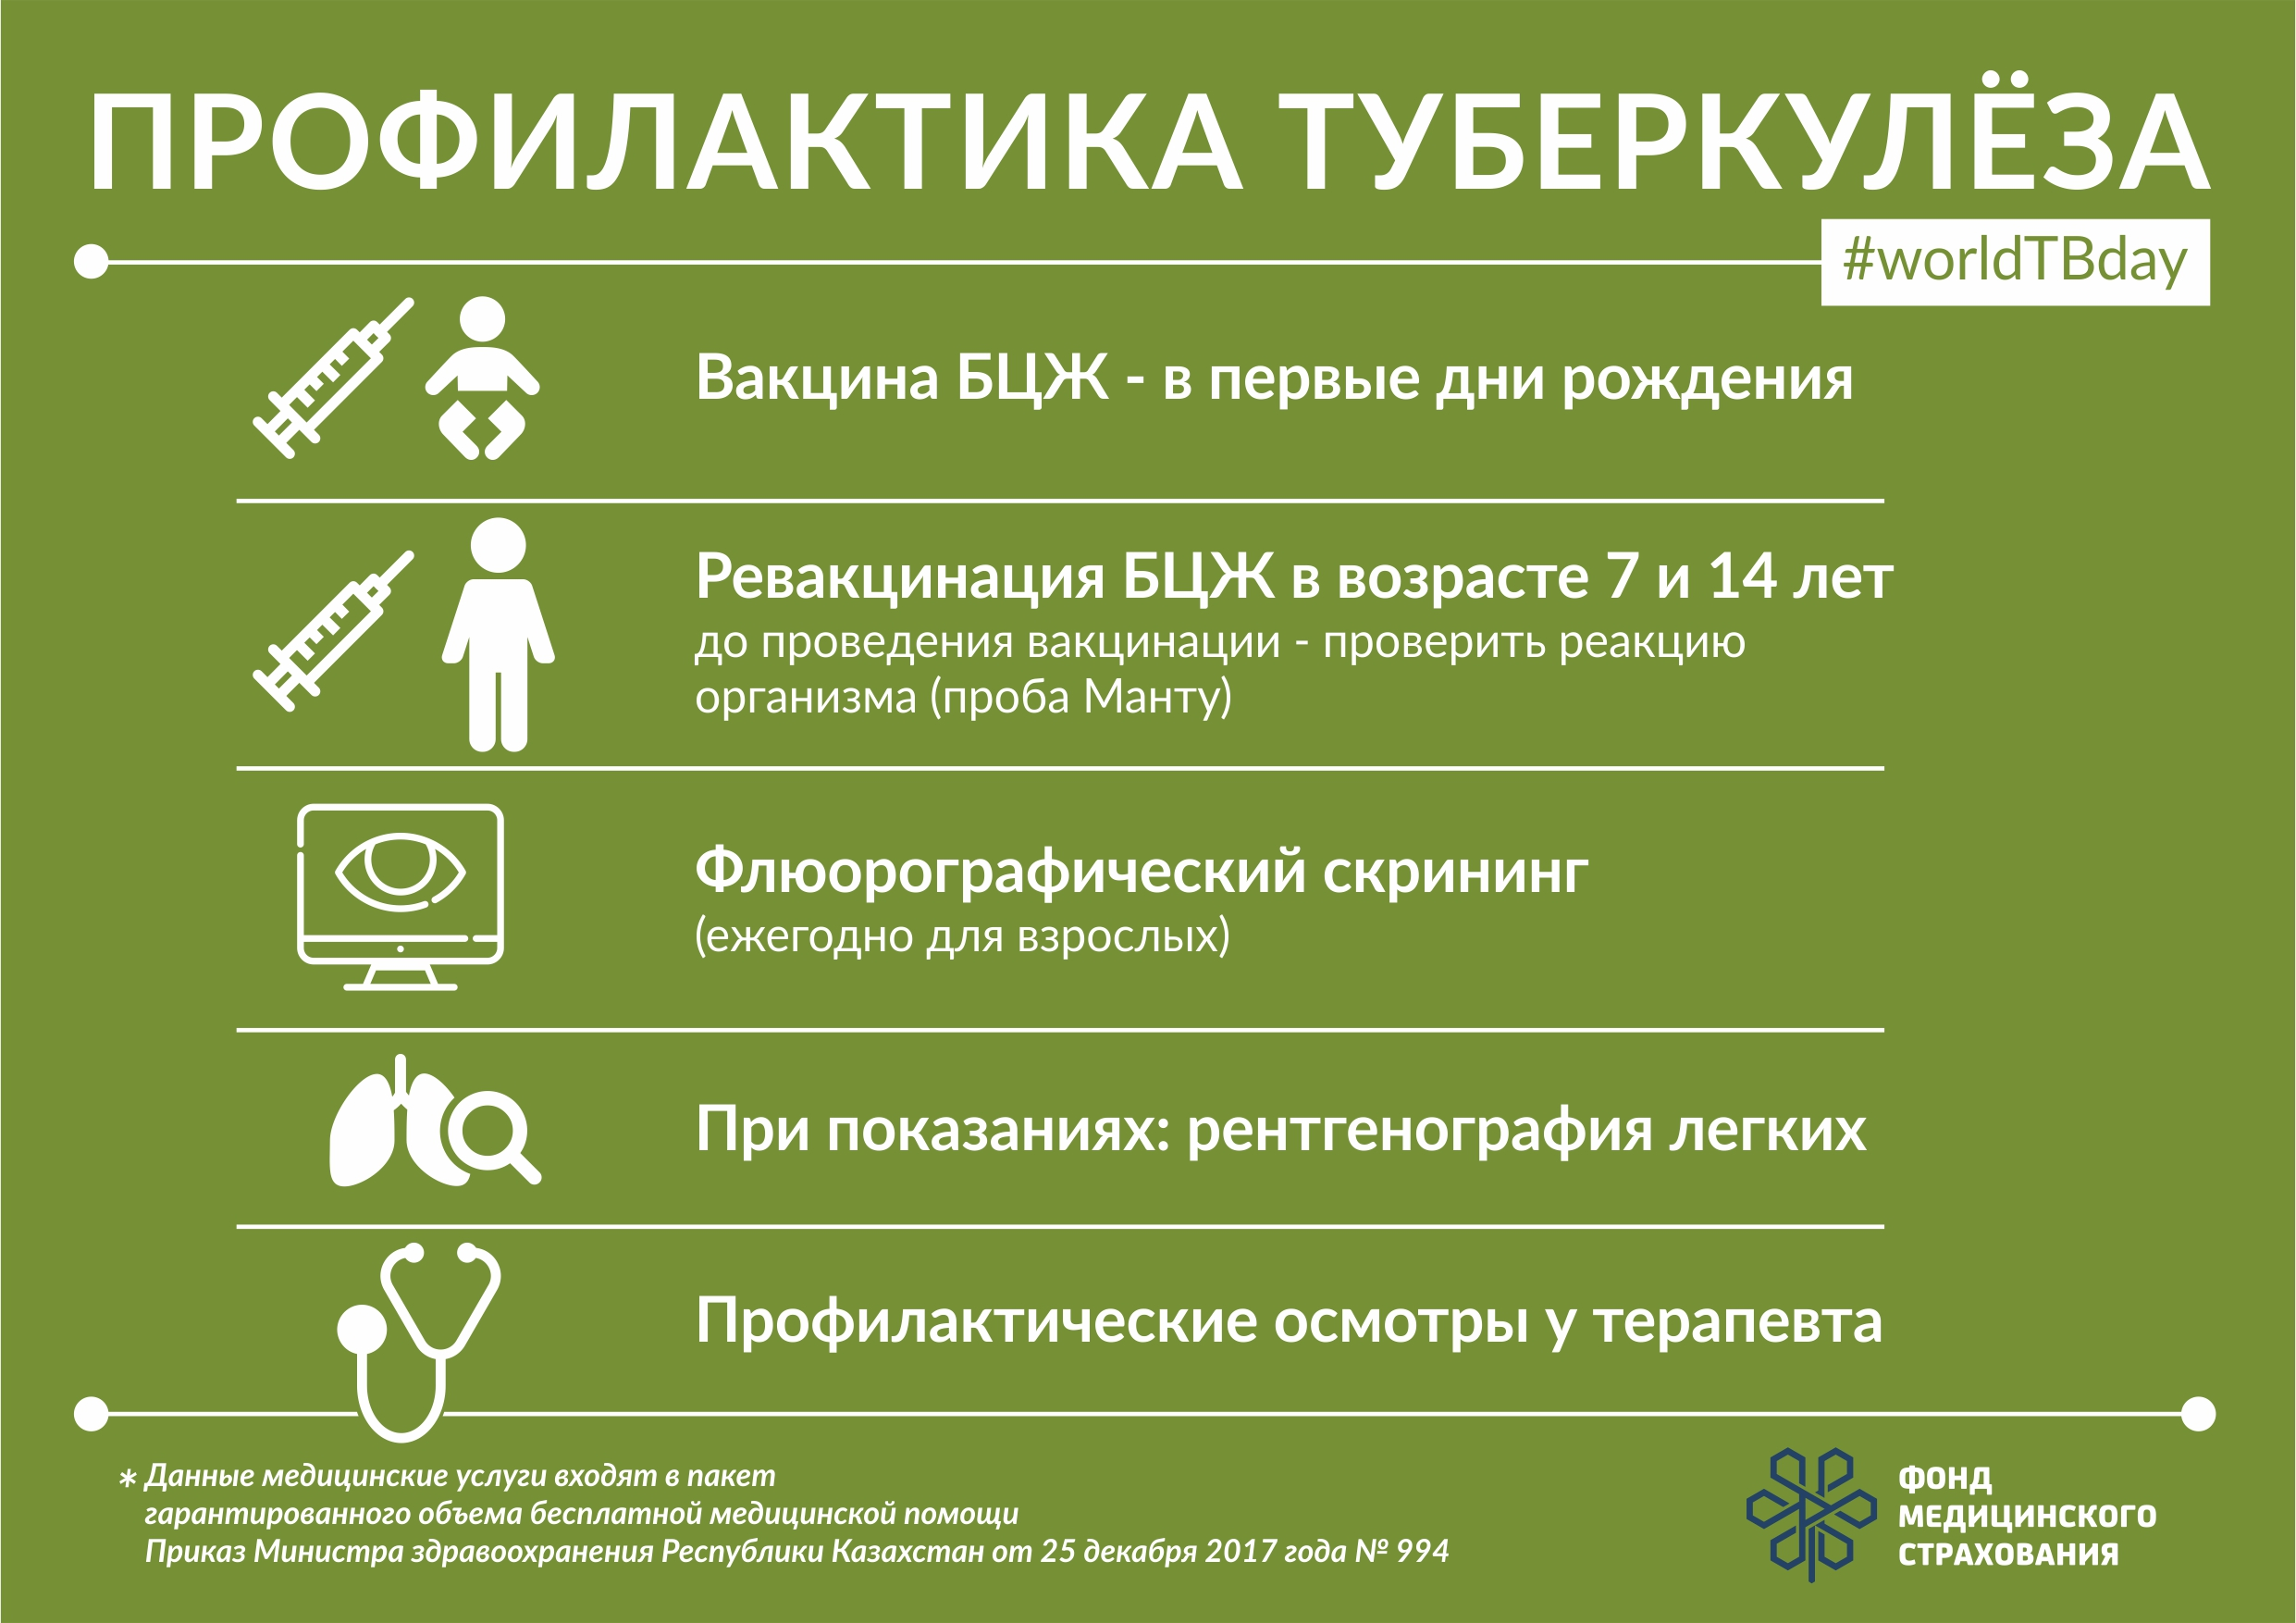 ПРОФИЛАКТИКА ТУБЕРКУЛЁЗА
#worldTBday
Вакцина БЦЖ - в первые дни рождения
Ревакцинация БЦЖ в возрасте 7 и 14 лет
до проведения вакцинации - проверить реакцию
организма (проба Манту)
Флюорографический скрининг
(ежегодно для взрослых)
При показаниях: рентгенография легких
Профилактические осмотры у терапевта
* Данные медицинские услуги входят в пакет
гарантированного объема бесплатной медицинской помощи
Приказ Министра здравоохранения Республики Казахстан от 25 декабря 2017 года № 994
ФОНД
МЕДИЦИНСКОГО
СТРАХОВАНИЯ